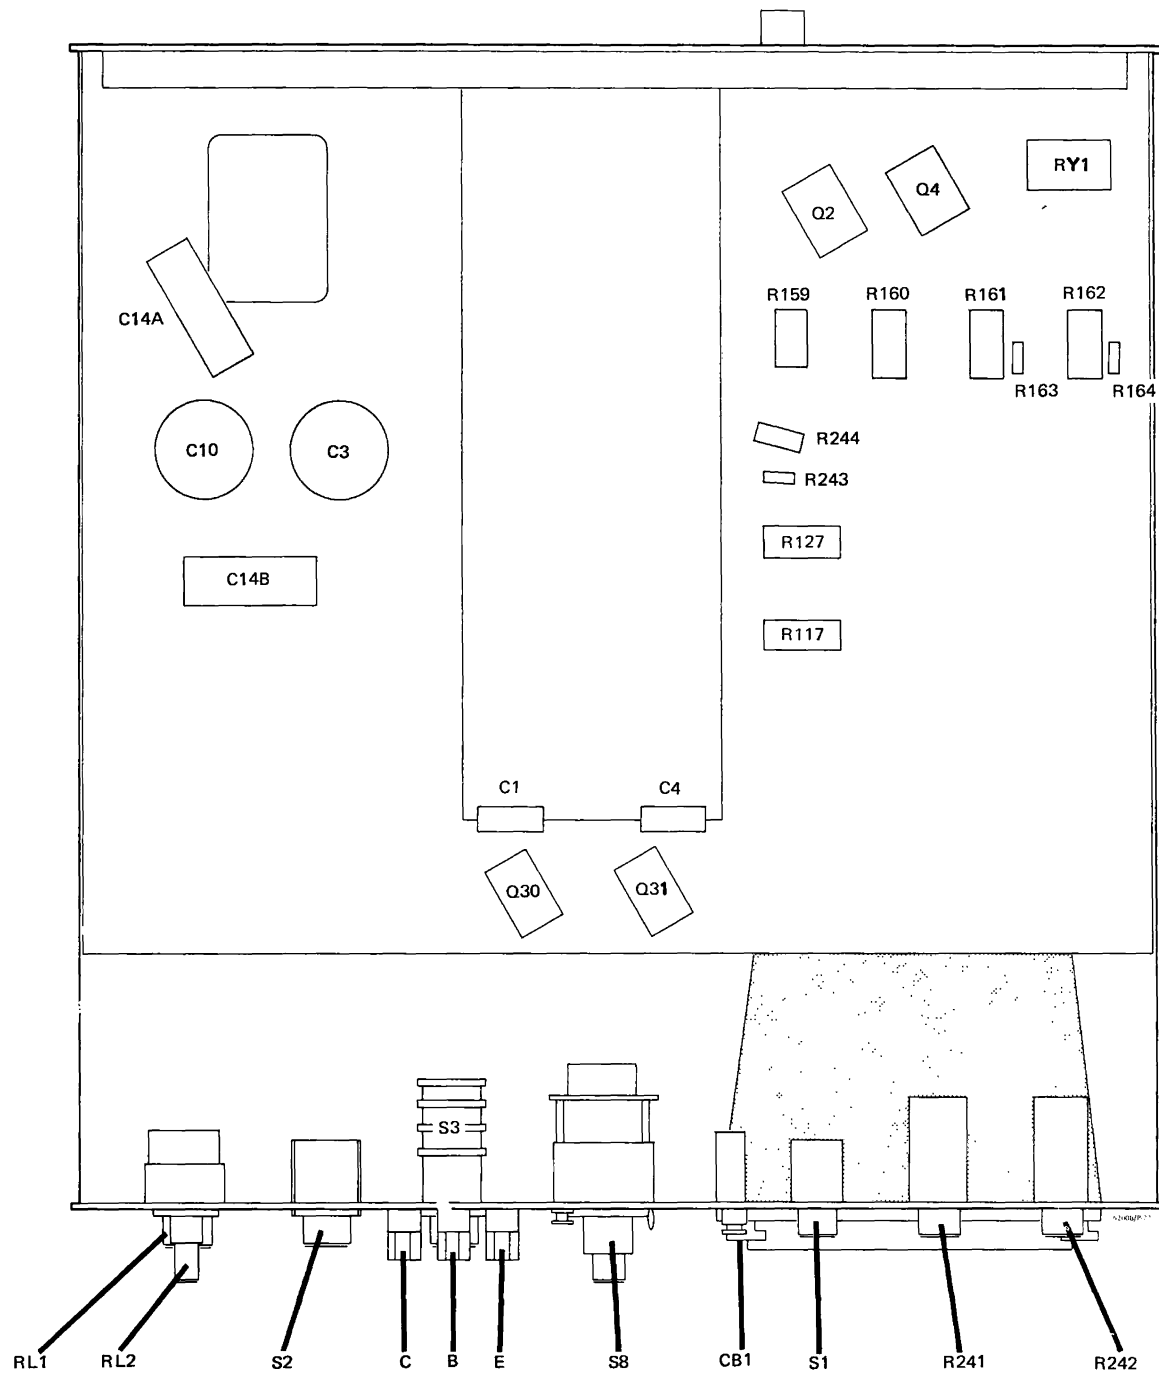 RY1
Q4
Q2
R159 R160 R161 R162
C14A
R163 R164
R244
C10 C3
R243
R127
C14B
R117
C1 C4
Q30 Q31
S3
RL1 RL2 S2 C B E S8 CB1 S1 R241 R242